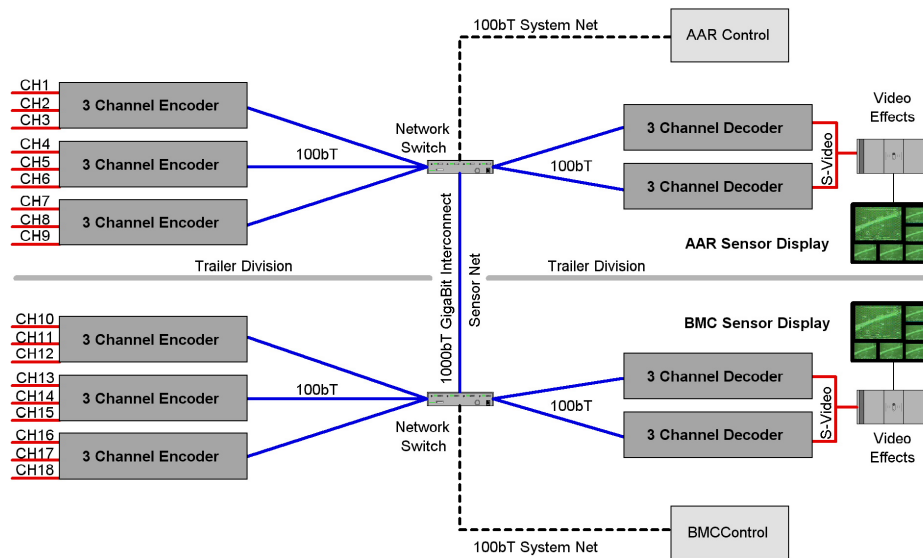 100bT System Net
AAR Control
CH1
CH2
CH3
3 Channel Encoder
CH4
CH5
CH6
3 Channel Encoder
100bT
CH7
CH8
CH9
3 Channel Encoder
Network
Switch
3 Channel Decoder
100bT
3 Channel Decoder
S-Video
Video
Effects
AAR Sensor Display
Trailer Division
1000bT GigaBit Interconnect
Sensor Net
Trailer Division
BMC Sensor Display
CH10
CH11
CH12
3 Channel Encoder
CH13
CH14
CH15
3 Channel Encoder
100bT
CH16
CH17
CH18
3 Channel Encoder
Network
Switch
3 Channel Decoder
100bT
3 Channel Decoder
S-Video
Video
Effects
BMCControl
100bT System Net